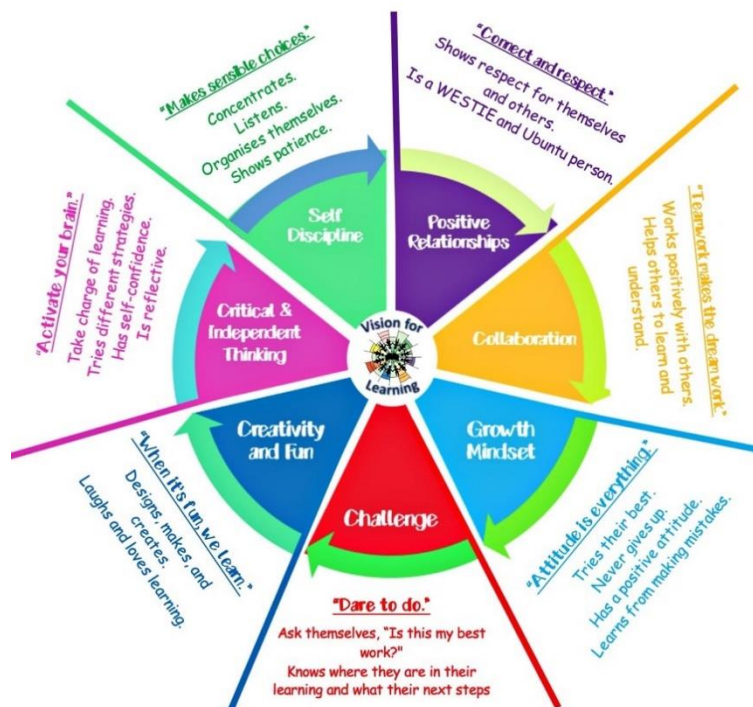 Vision for
Learning
Positive
Relationships
"Connect and respect."
Shows respect for themselves
and others.
Is a WESTIE and Ubuntu person.
Collaboration
"Teamwork makes the dream work."
Works positively with others.
Helps others to learn and
understand.
Growth
Mindset
"Attitude is everything."
Tries their best.
Never gives up.
Has a positive attitude.
Learns from making mistakes.
Challenge
"Dare to do."
Ask themselves, "Is this my best
work?"
Knows where they are in their
learning and what their next steps
Creativity
and Fun
"When it's fun, we learn."
Designs, makes, and
creates.
Laughs and loves learning.
Critical &
Independent
Thinking
"Activate your brain."
Take charge of learning.
Tries different strategies.
Has self-confidence.
Is reflective.
Self
Discipline
"Makes sensible choices."
Concentrates.
Listens.
Organises themselves.
Shows patience.